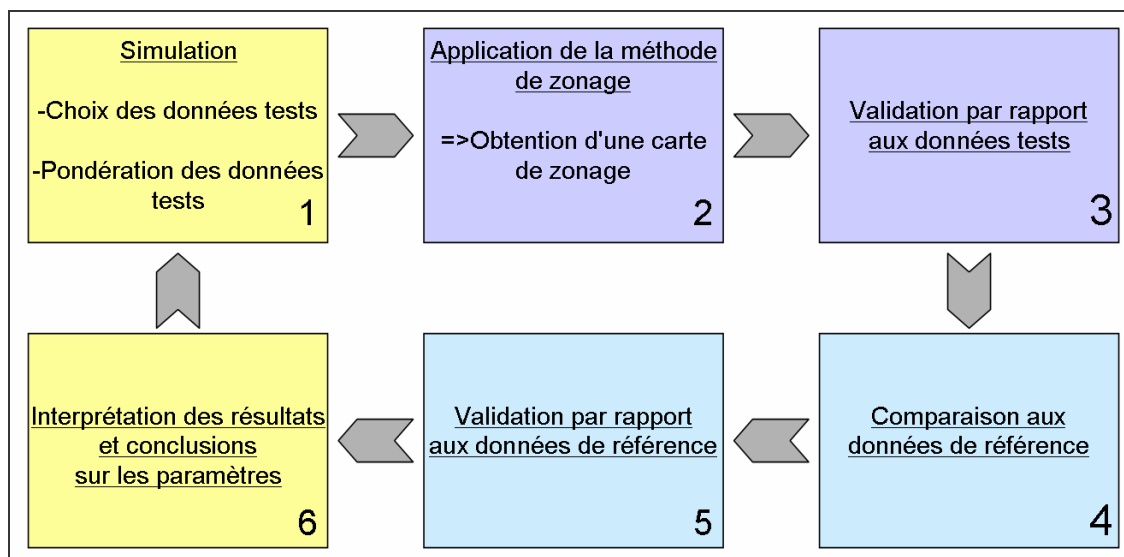 Simulation
-Choix des données tests
-Pondération des données
tests
1
Application de la méthode
de zonage
=>Obtention d'une carte
de zonage
2
Validation par rapport
aux données tests
3
Comparaison aux
données de référence
4
Validation par rapport
aux données de référence
5
Interprétation des résultats
et conclusions
sur les paramètres
6